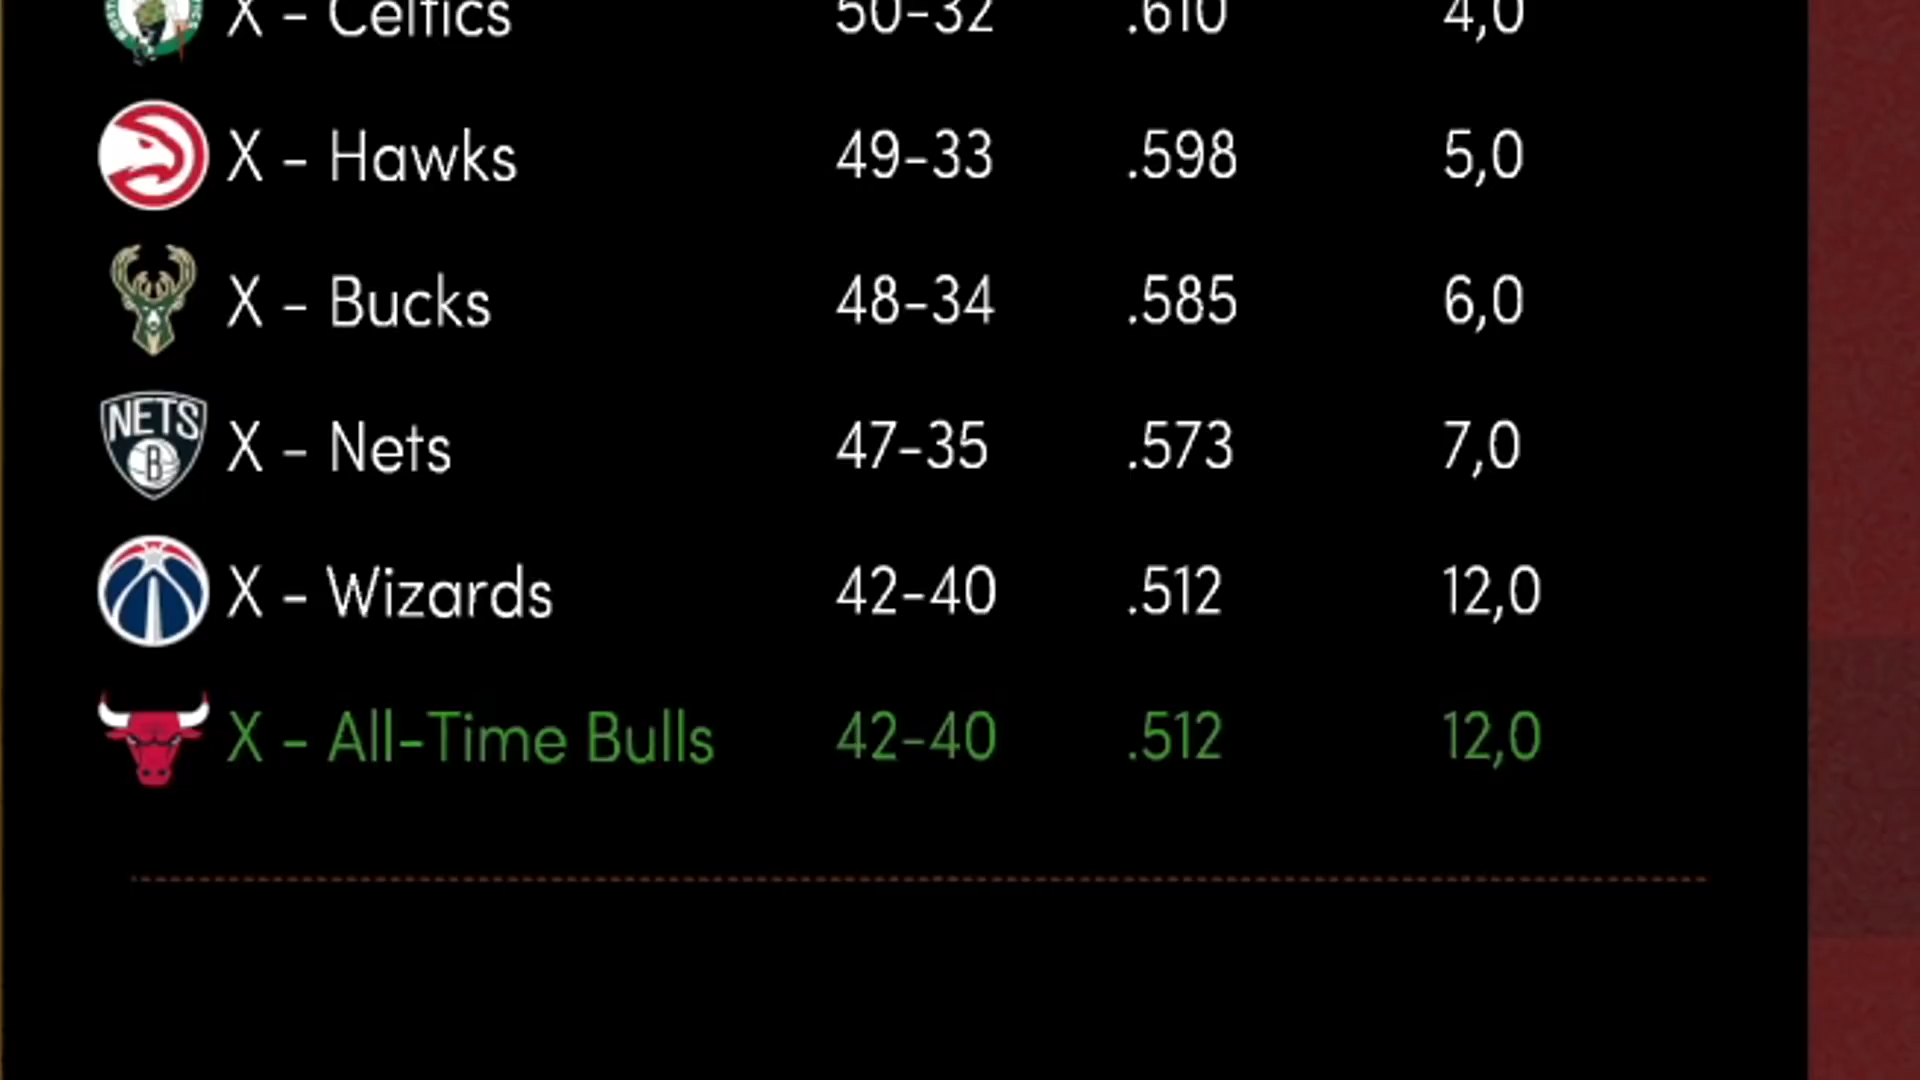 X - Celtics 50-32 .610 4,0
X - Hawks 49-33 .598 5,0
X - Bucks 48-34 .585 6,0
NETS B X - Nets 47-35 .573 7,0
X - Wizards 42-40 .512 12,0
X - All-Time Bulls 42-40 .512 12,0